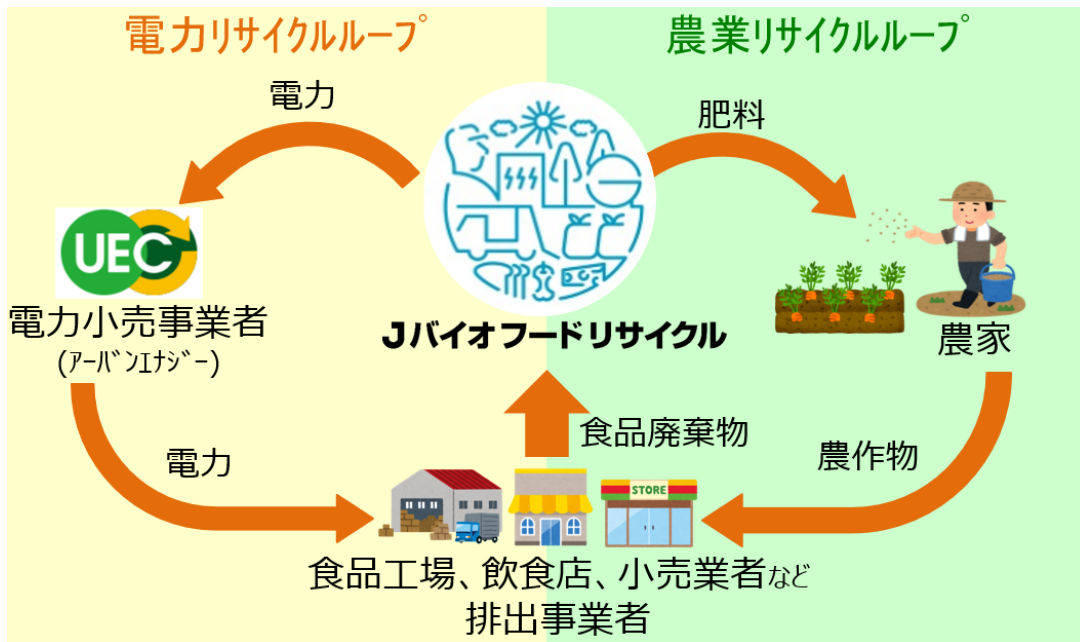 電力リサイクルループ
農業リサイクルループ
電力
肥料
UEC
電力小売事業者
(ｱｰﾊﾞﾝｴﾅｼﾞｰ)
Jバイオフードリサイクル
農家
電力
食品廃棄物
農作物
STORE
食品工場、飲食店、小売業者など
排出事業者